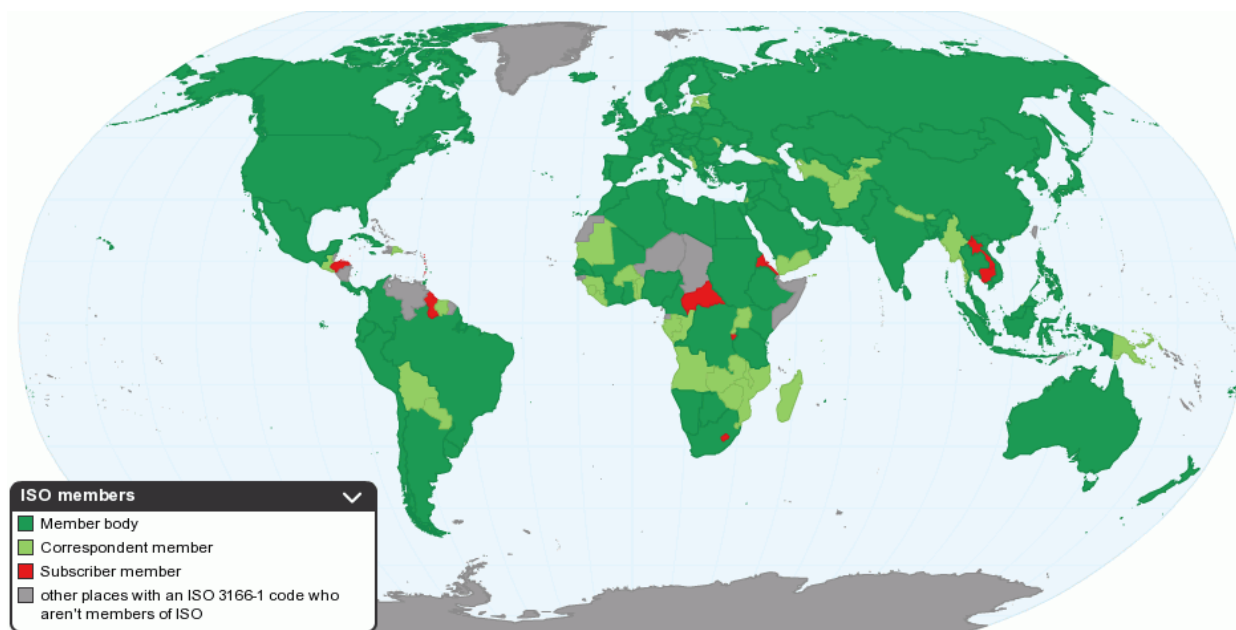 ISO members
Member body
Correspondent member
Subscriber member
other places with an ISO 3166-1 code who
aren't members of ISO